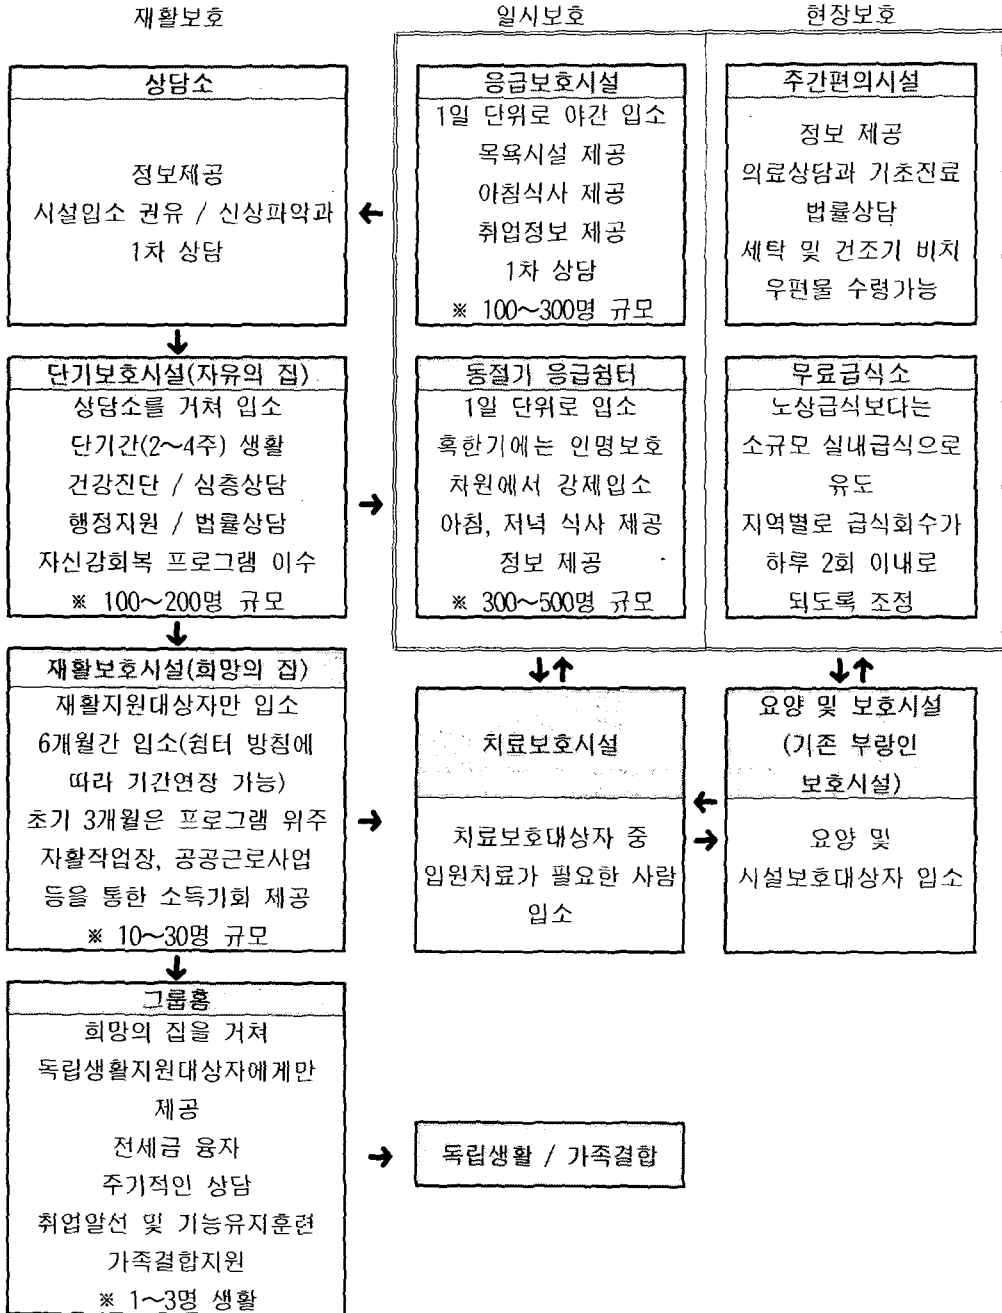 재활보호
일시보호
현장보호
상담소
정보제공
시설입소 권유 / 신상파악과
1차 상담
←
응급보호시설
1일 단위로 야간 입소
목욕시설 제공
아침식사 제공
취업정보 제공
1차 상담
※ 100~300명 규모
주간편의시설
정보 제공
의료상담과 기초진료
법률상담
세탁 및 건조기 비치
우편물 수령가능
↓
단기보호시설(자유의 집)
상담소를 거쳐 입소
단기간(2~4주) 생활
건강진단 / 심층상담
행정지원 / 법률상담
자신감회복 프로그램 이수
※ 100~200명 규모
→
동절기 응급쉼터
1일 단위로 입소
혹한기에는 인명보호
차원에서 강제입소
아침, 저녁 식사 제공
정보 제공
※ 300~500명 규모
무료급식소
노상급식보다는
소규모 실내급식으로
유도
지역별로 급식회수가
하루 2회 이내로
되도록 조정
↓
↓↑
↓↑
재활보호시설(희망의 집)
재활지원대상자만 입소
6개월간 입소(쉼터 방침에
따라 기간연장 가능)
초기 3개월은 프로그램 위주
자활작업장, 공공근로사업
등을 통한 소득기회 제공
※ 10~30명 규모
→
치료보호시설
치료보호대상자 중
입원치료가 필요한 사람
입소
←
→
요양 및 보호시설
(기존 부랑인
보호시설)
요양 및
시설보호대상자 입소
↓
그룹홈
희망의 집을 거쳐
독립생활지원대상자에게만
제공
전세금 융자
주기적인 상담
취업알선 및 기능유지훈련
가족결합지원
※ 1~3명 생활
→
독립생활 / 가족결합